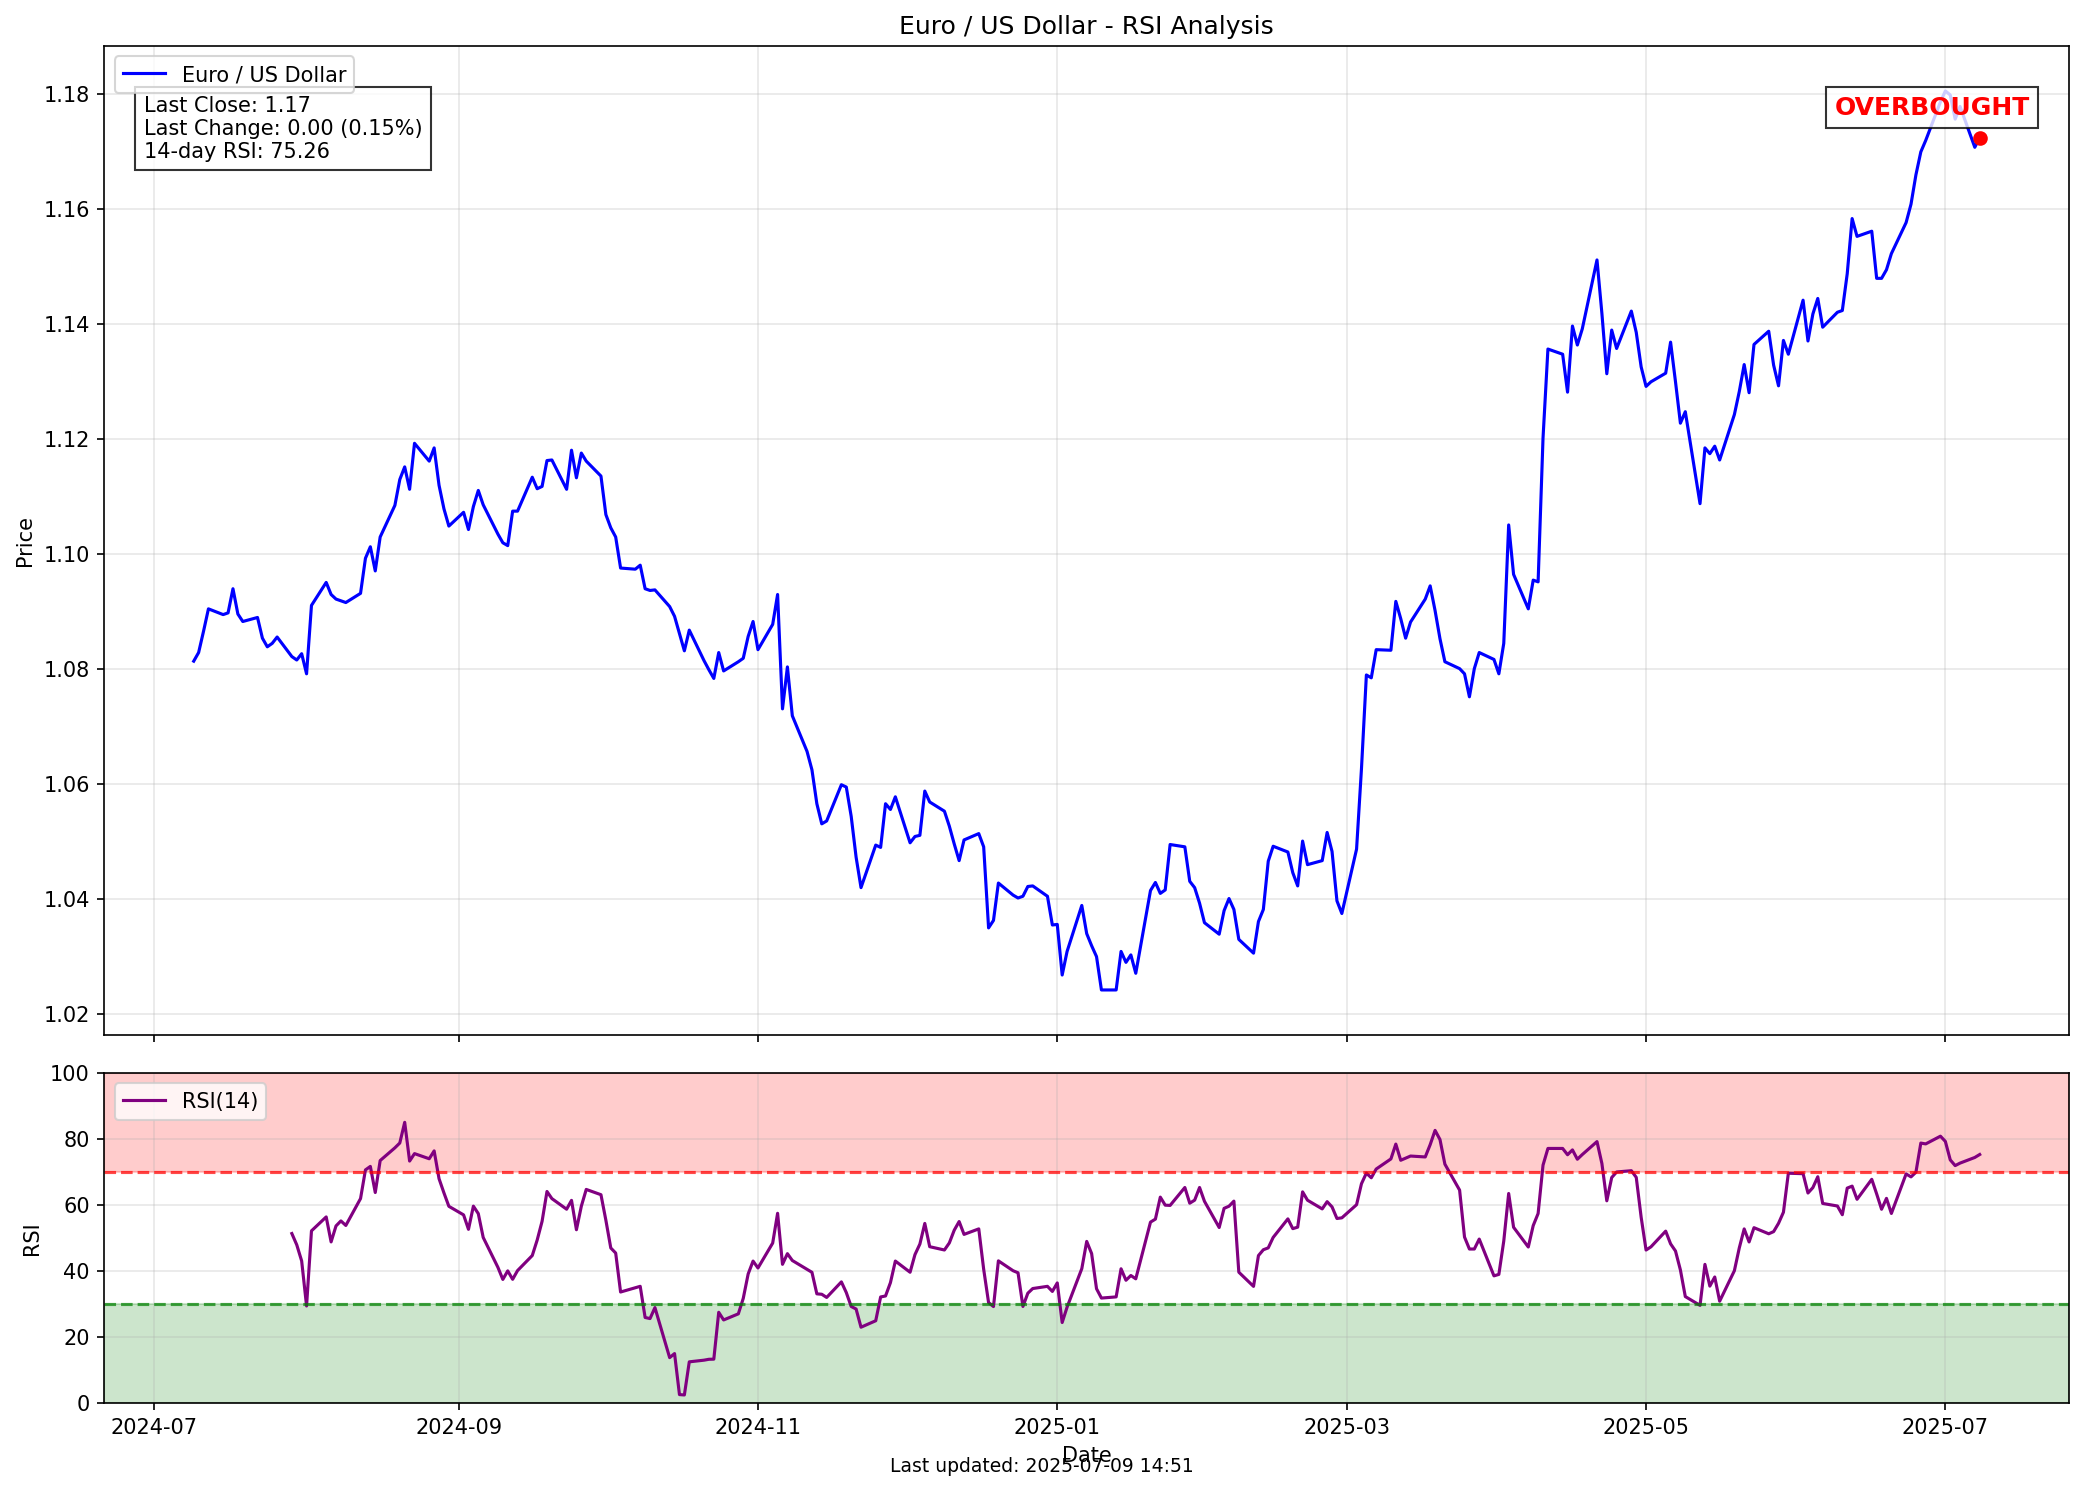 Euro / US Dollar - RSI Analysis
Euro / US Dollar
Last Close: 1.17
Last Change: 0.00 (0.15%)
14-day RSI: 75.26
OVERBOUGHT
1.18
1.16
1.14
1.12
1.10
1.08
1.06
1.04
1.02
Price
RSI(14)
100
80
60
40
20
0
RSI
2024-07
2024-09
2024-11
2025-01
2025-03
2025-05
2025-07
Date
Last updated: 2025-07-09 14:51